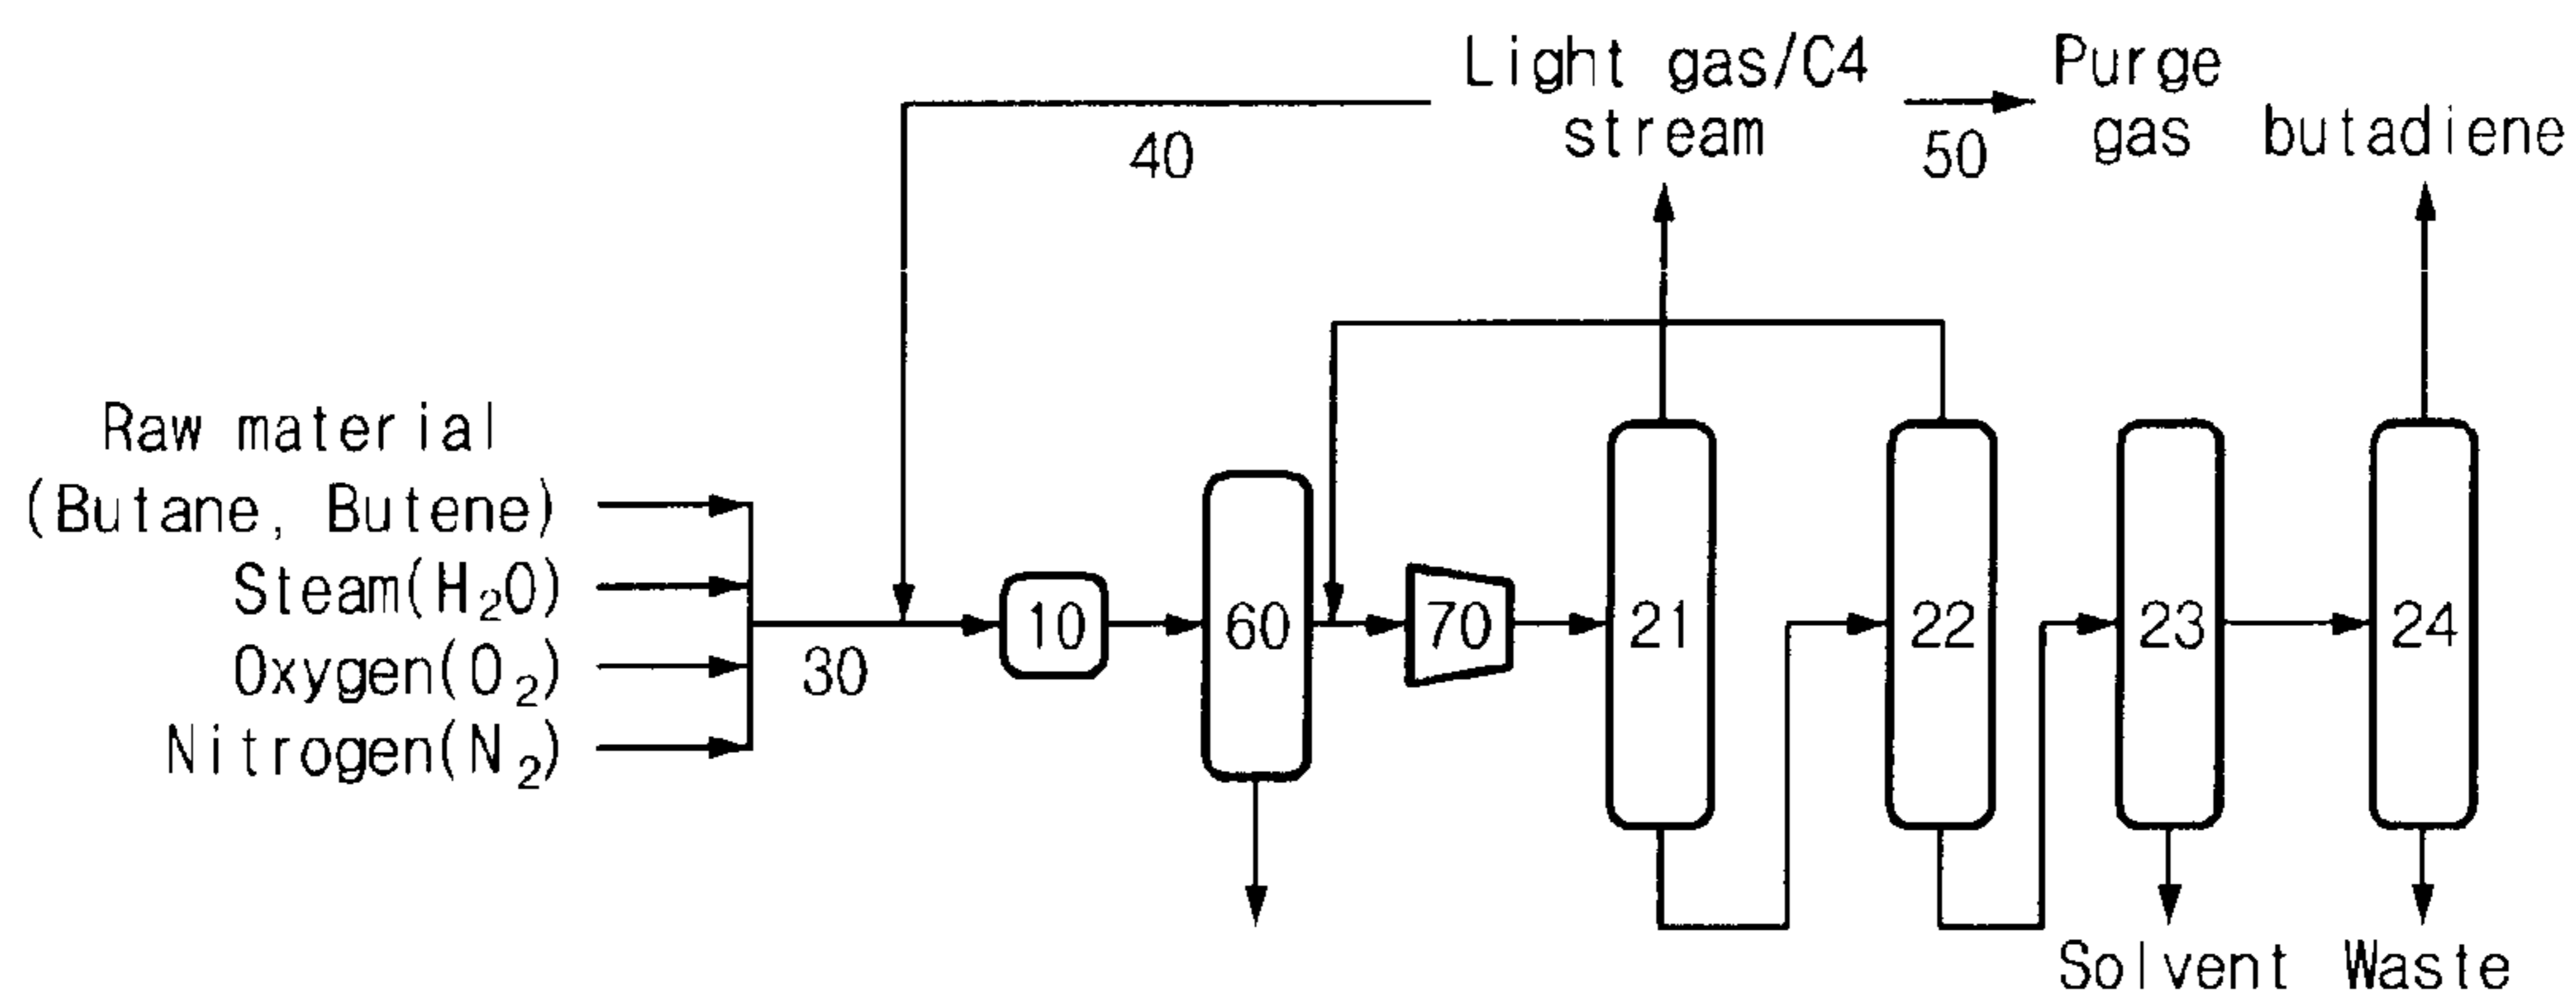 Light gas/C4
stream
Purge
gas
butadiene
40
50
Raw material
(Butane, Butene)
Steam(H₂O)
Oxygen(O₂)
Nitrogen(N₂)
30
10
60
70
21
22
23
24
Solvent
Waste